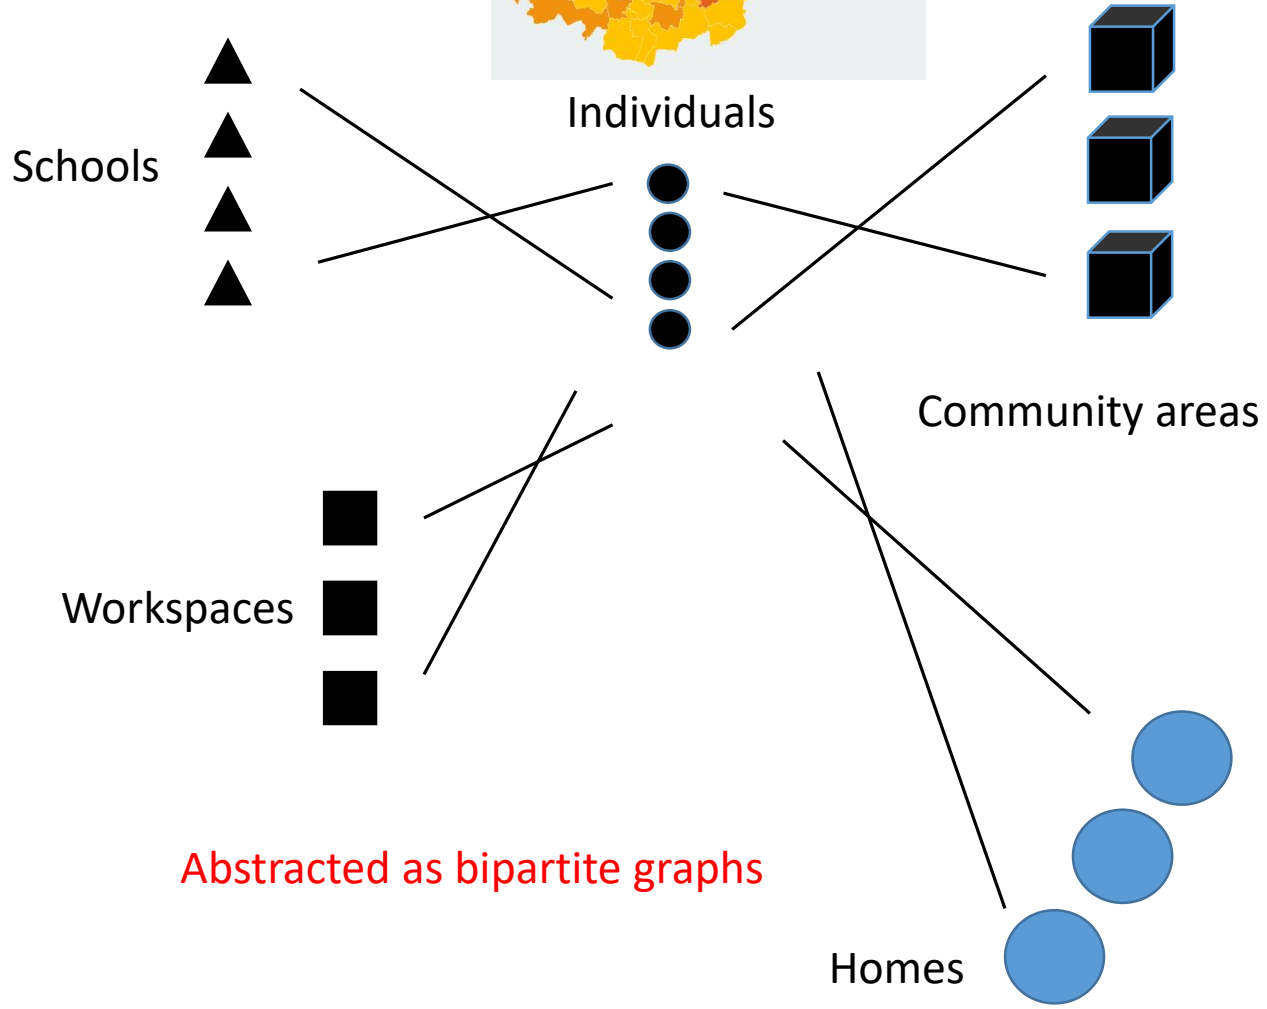 Individuals
Schools
Community areas
Workspaces
Abstracted as bipartite graphs
Homes